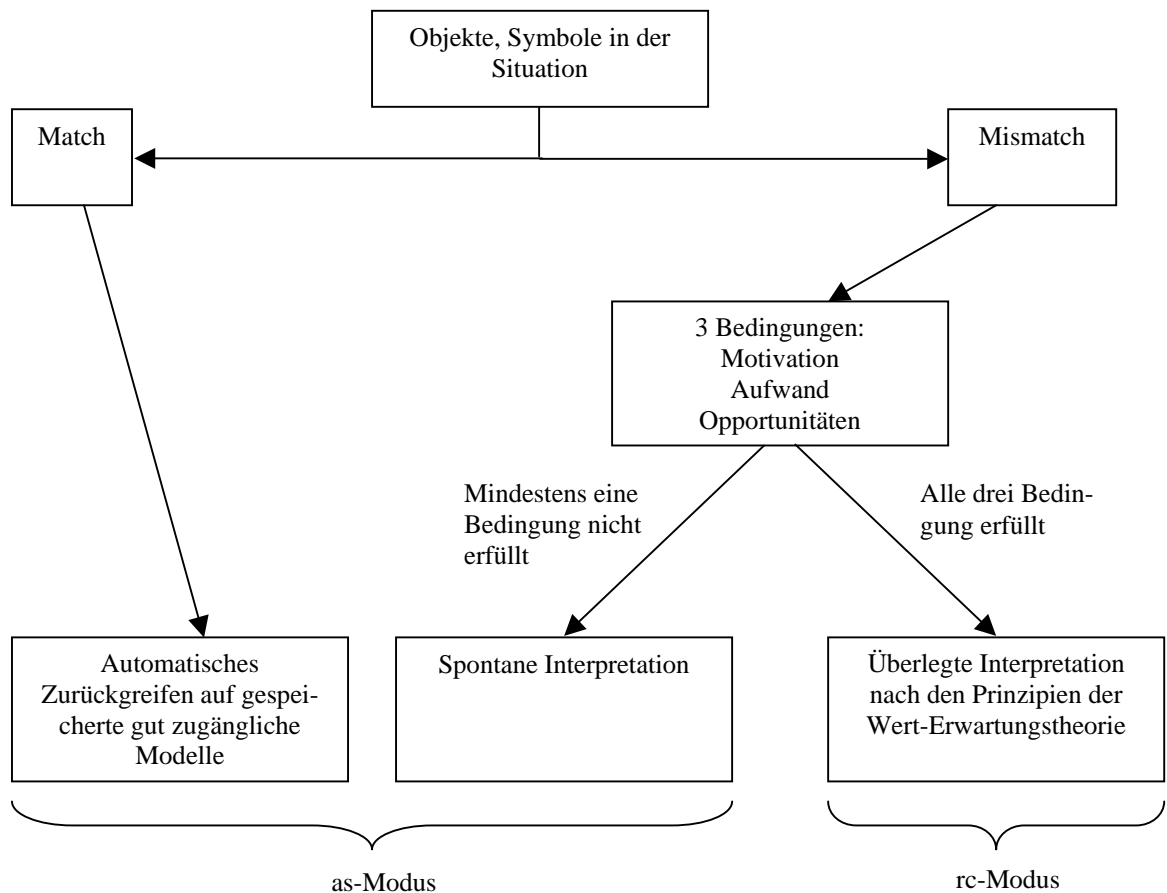 Objekte, Symbole in der
Situation
Match
Mismatch
3 Bedingungen:
Motivation
Aufwand
Opportunitäten
Mindestens eine
Bedingung nicht
erfüllt
Alle drei Bedin-
gung erfüllt
Automatisches
Zurückgreifen auf gespei-
cherte gut zugängliche
Modelle
Spontane Interpretation
Überlegte Interpretation
nach den Prinzipien der
Wert-Erwartungstheorie
as-Modus
rc-Modus